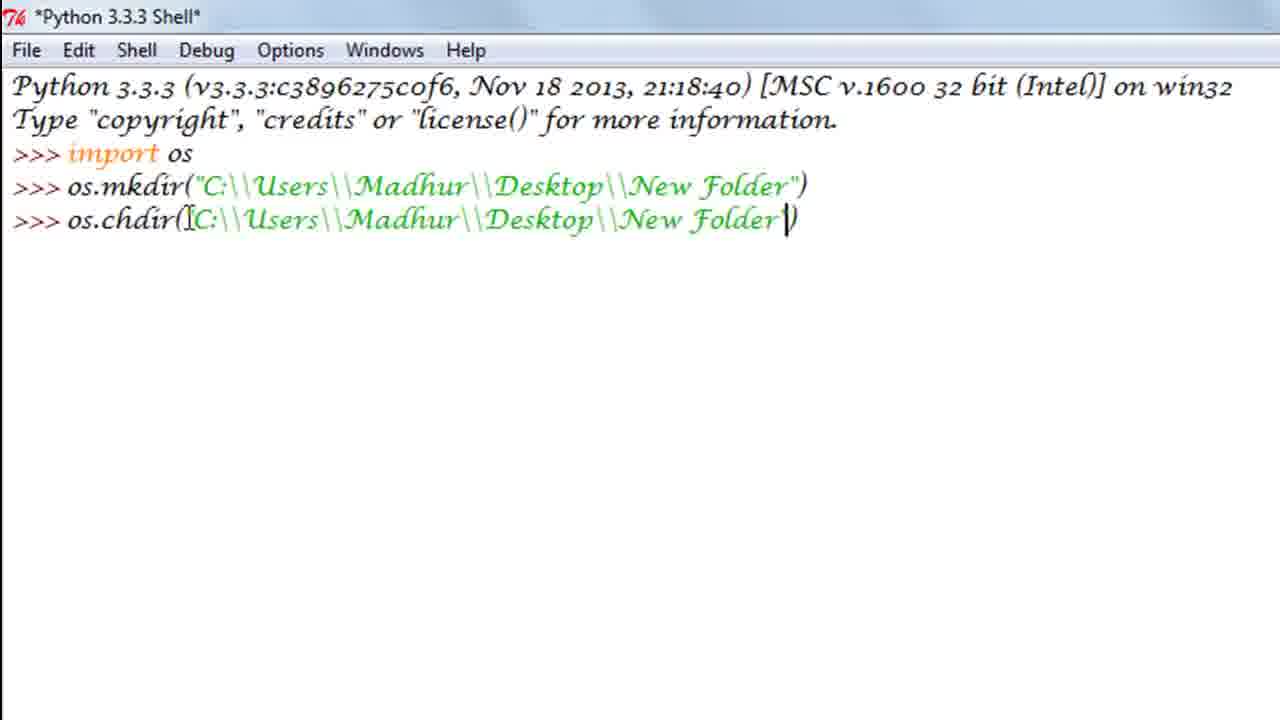 *Python 3.3.3 Shell*
File Edit Shell Debug Options Windows Help
Python 3.3.3 (v3.3.3:c3896275c0f6, Nov 18 2013, 21:18:40) [MSC v.1600 32 bit (Intel)] on win32
Type "copyright", "credits" or "license()" for more information.
>>> import os
>>> os.mkdir("C:\\Users\\Madhur\\Desktop\\New Folder")
>>> os.chdir("C:\\Users\\Madhur\\Desktop\\New Folder")